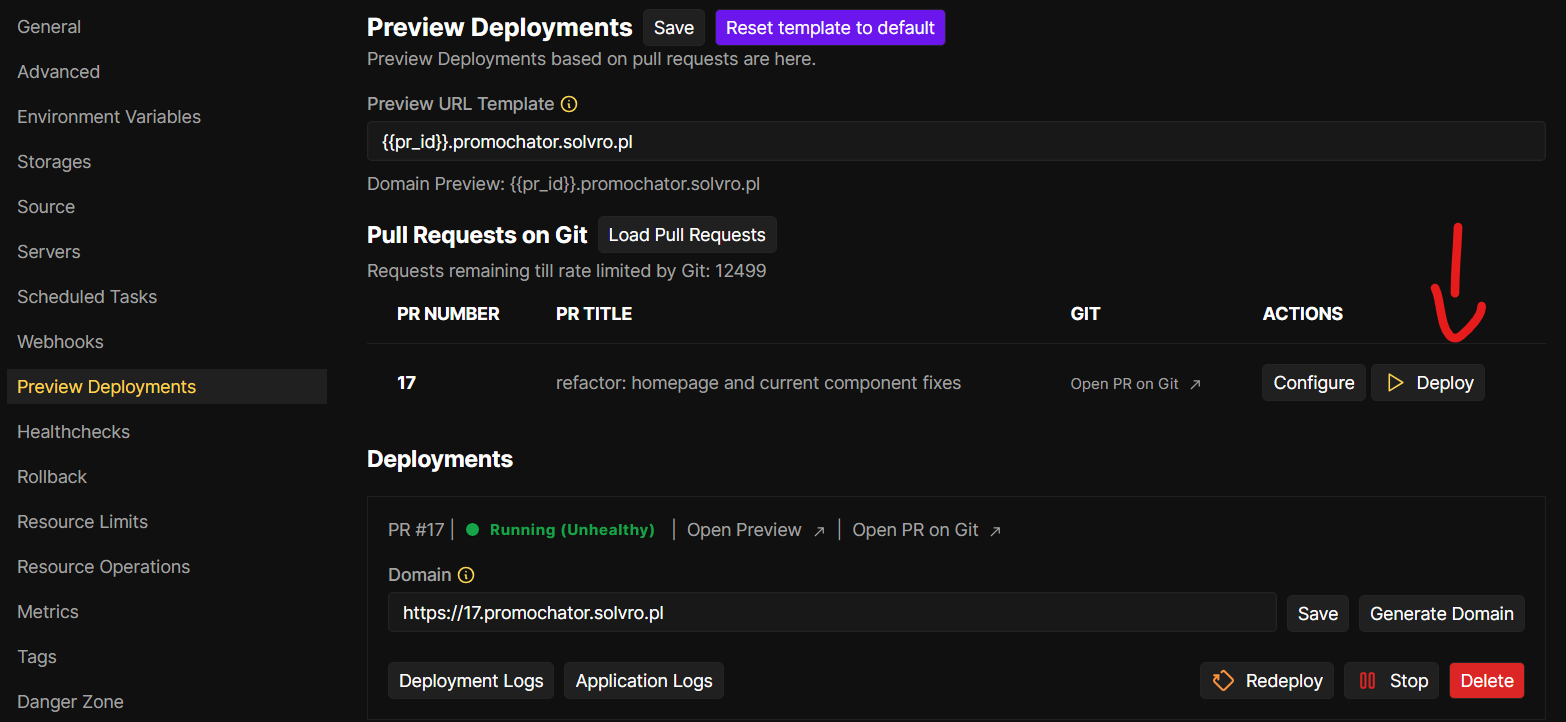 General
Advanced
Environment Variables
Storages
Source
Servers
Scheduled Tasks
Webhooks
Preview Deployments
Healthchecks
Rollback
Resource Limits
Resource Operations
Metrics
Tags
Danger Zone
Preview Deployments Save Reset template to default
Preview Deployments based on pull requests are here.
Preview URL Template
{{pr_id}}.promochator.solvro.pl
Domain Preview: {{pr_id}}.promochator.solvro.pl
Pull Requests on Git Load Pull Requests
Requests remaining till rate limited by Git: 12499
PR NUMBER PR TITLE GIT ACTIONS
17 refactor: homepage and current component fixes Open PR on Git Configure Deploy
Deployments
PR #17 | Running (Unhealthy) | Open Preview | Open PR on Git
Domain
https://17.promochator.solvro.pl Save Generate Domain
Deployment Logs Application Logs Redeploy Stop Delete